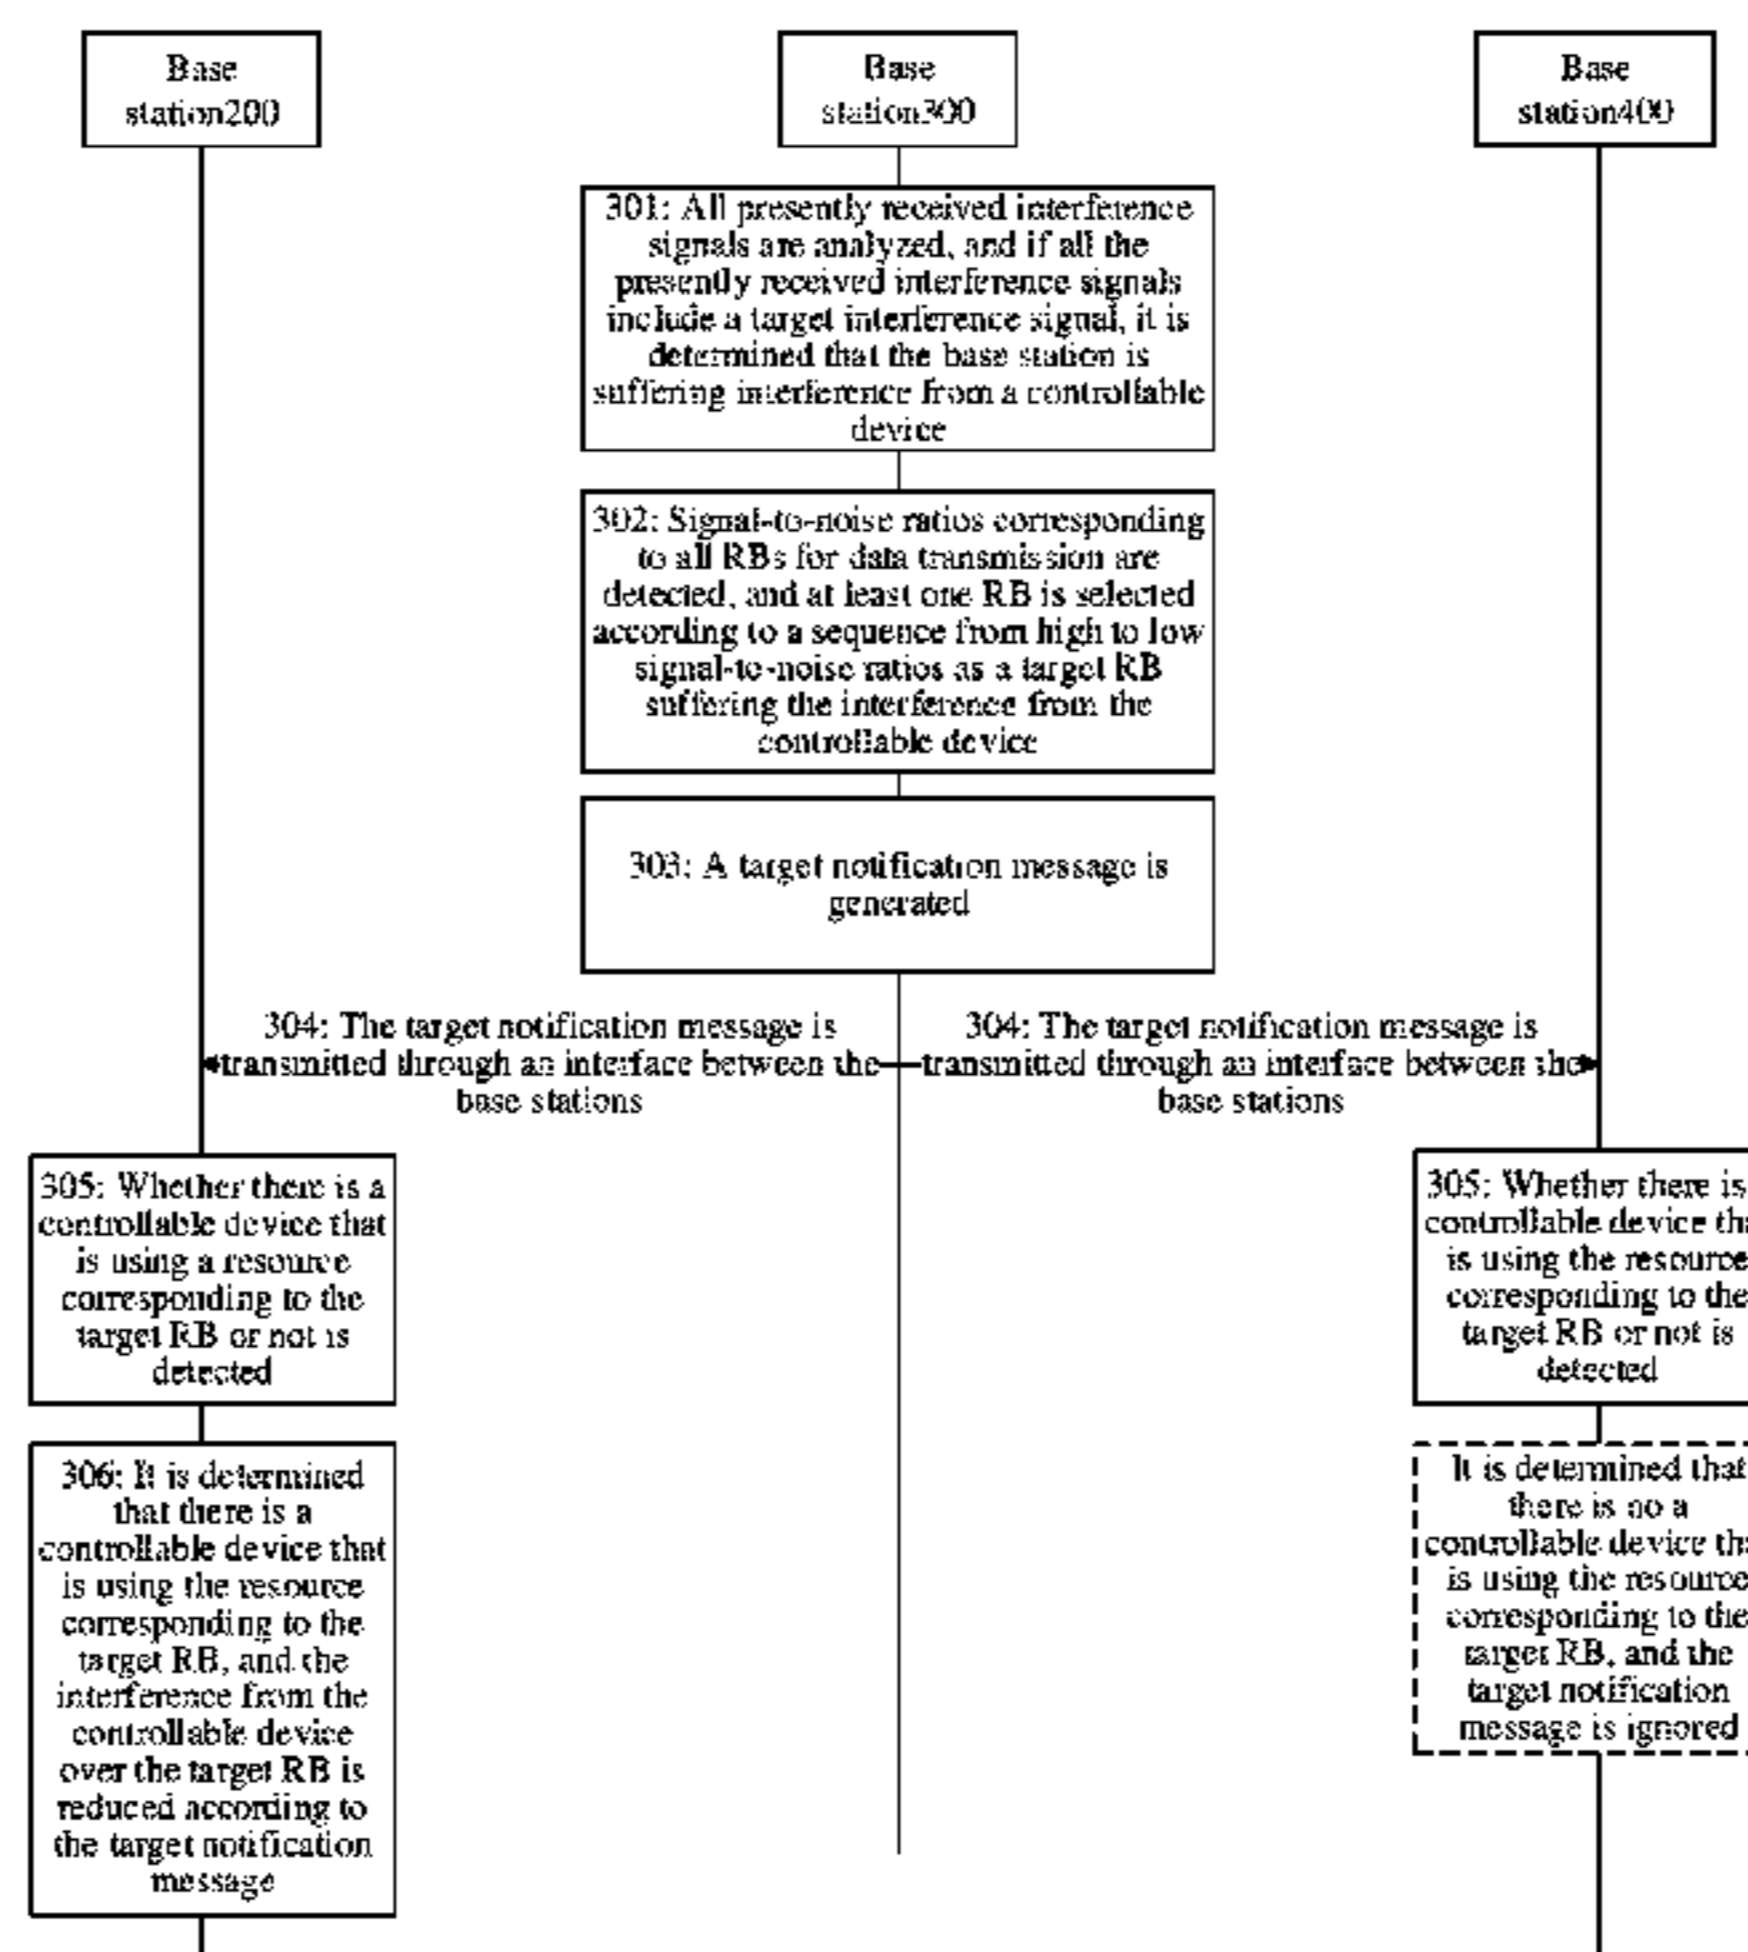 Base
station200
Base
station300
Base
station400
301: All presently received interference
signals are analyzed, and if all the
presently received interference signals
include a target interference signal, it is
determined that the base station is
suffering interference from a controllable
device
302: Signal-to-noise ratios corresponding
to all RBs for data transmission are
detected, and at least one RB is selected
according to a sequence from high to low
signal-to-noise ratios as a target RB
suffering the interference from the
controllable device
303: A target notification message is
generated
304: The target notification message is
transmitted through an interface between the
base stations
304: The target notification message is
transmitted through an interface between the
base stations
305: Whether there is a
controllable device that
is using a resource
corresponding to the
target RB or not is
detected
306: It is determined
that there is a
controllable device that
is using the resource
corresponding to the
target RB, and the
interference from the
controllable device
over the target RB is
reduced according to
the target notification
message
305: Whether there is
controllable device tha
is using the resource
corresponding to the
target RB or not is
detected
It is determined that
there is no a
controllable device tha
is using the resource
corresponding to the
target RB, and the
target notification
message is ignored